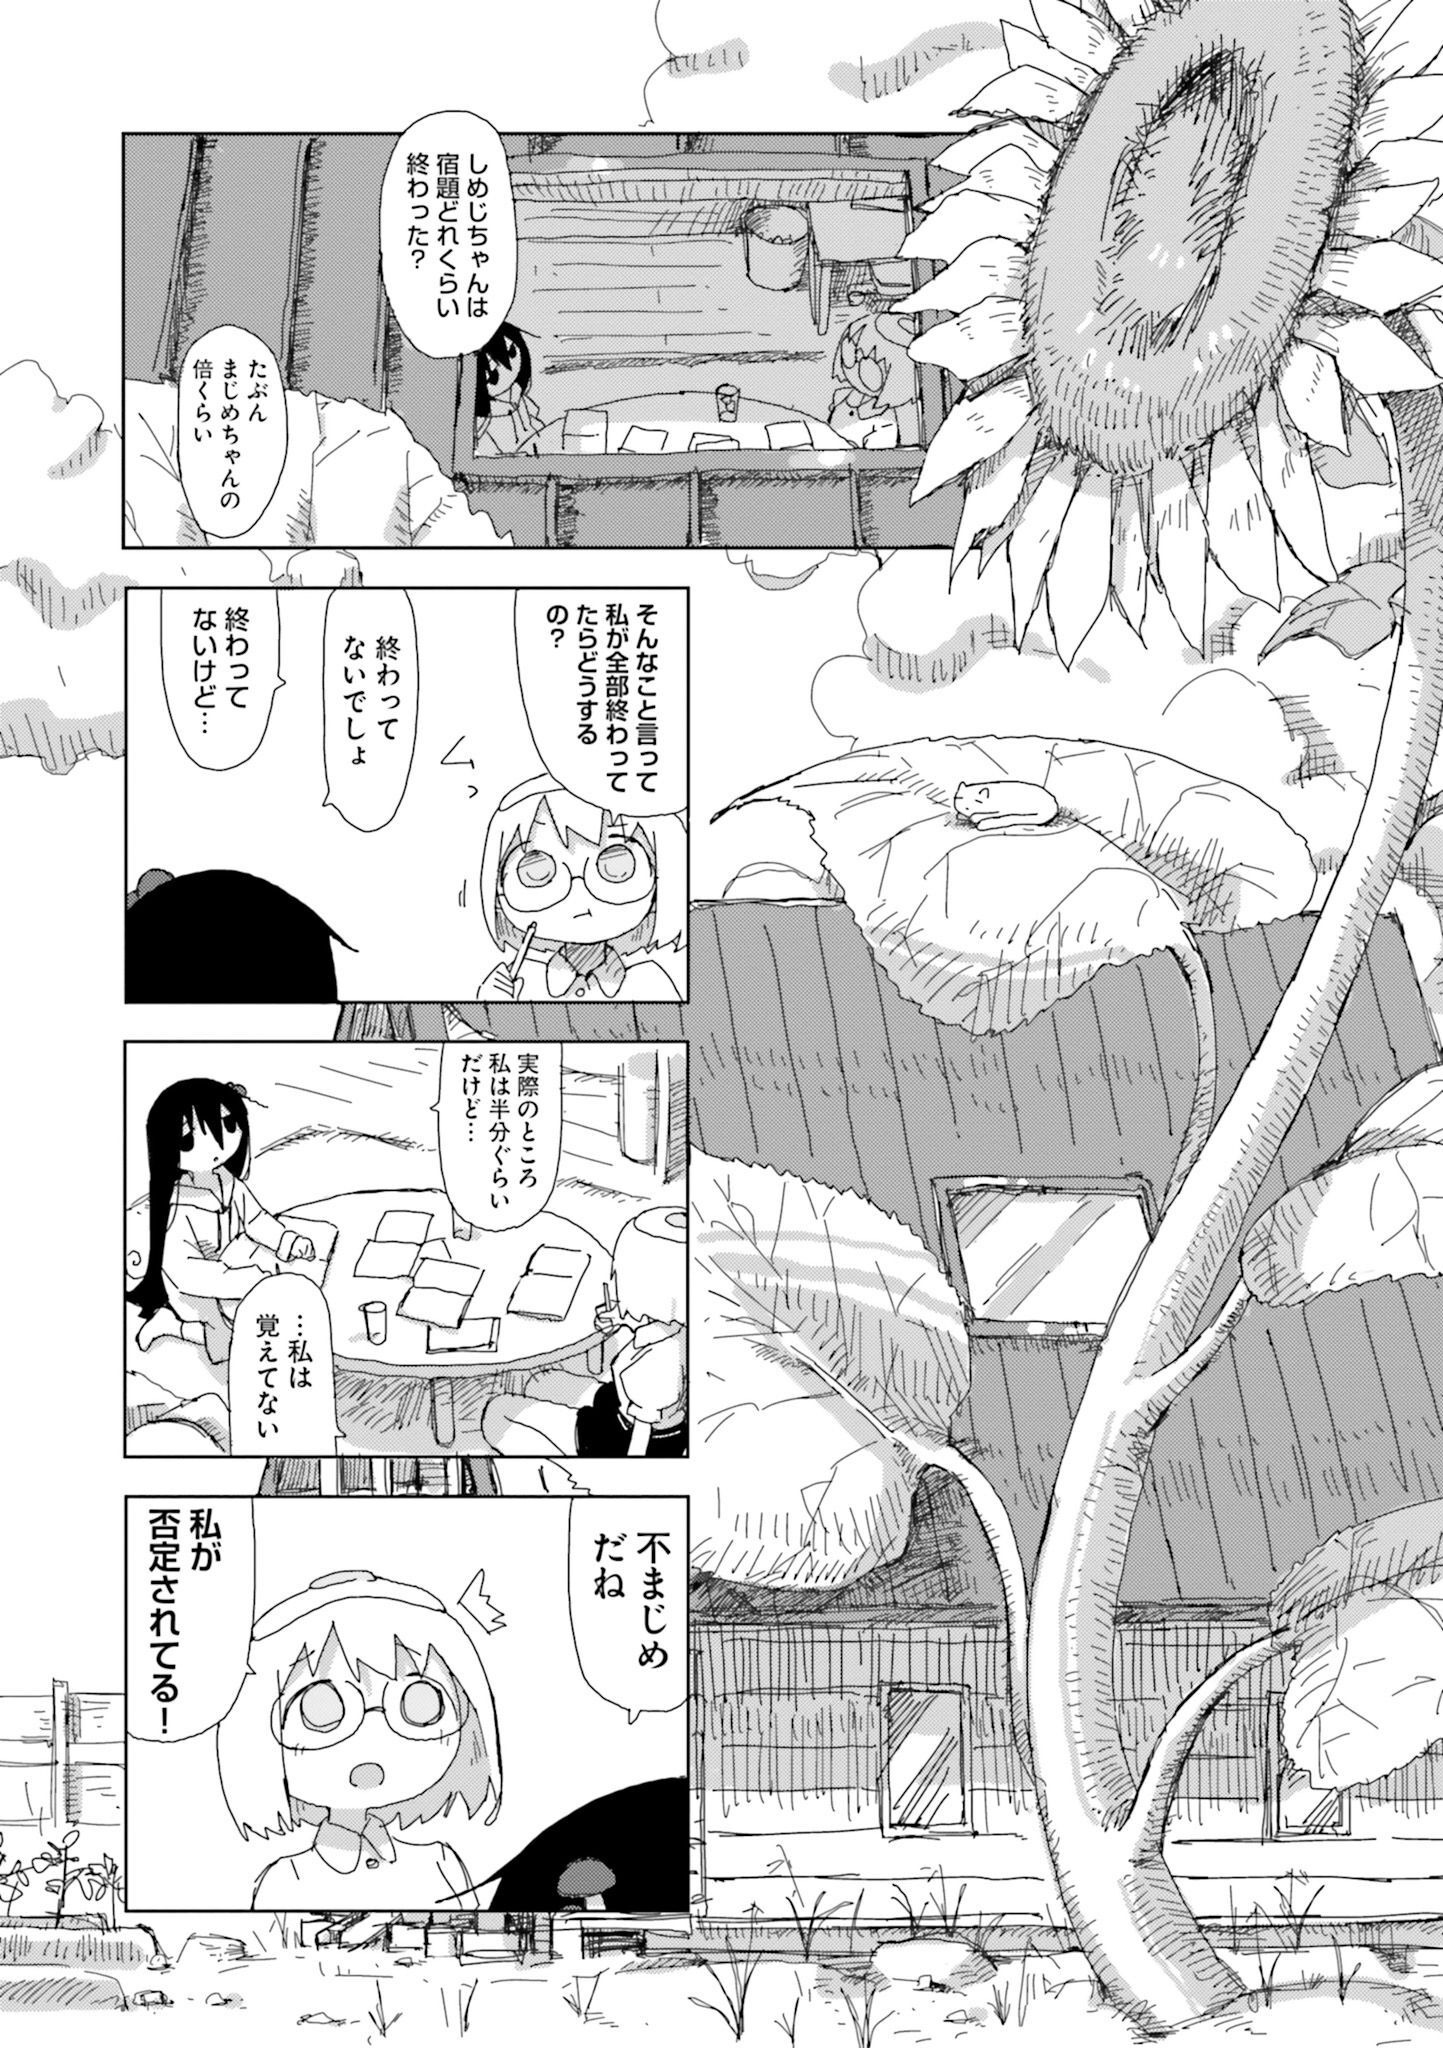 しめじちゃんは
宿題どれくらい
終わった?
たぶん
まじめちゃんの
倍くらい
そんなこと言って
私が全部終わって
たらどうする
の?
ムっ
終わって
ないでしょ
終わって
ないけど…
実際のところ
私は半分ぐらい
だけど…
…私は
覚えてない
不まじめ
だね
私が
否定されてる!